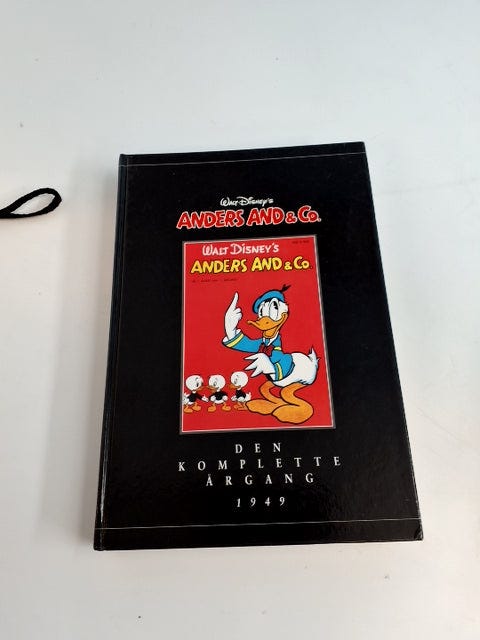 WALT DISNEY'S
ANDERS AND & Co.
WALT DISNEY'S
ANDERS AND & Co.
DEN
KOMPLETTE
ÅRGANG
1949